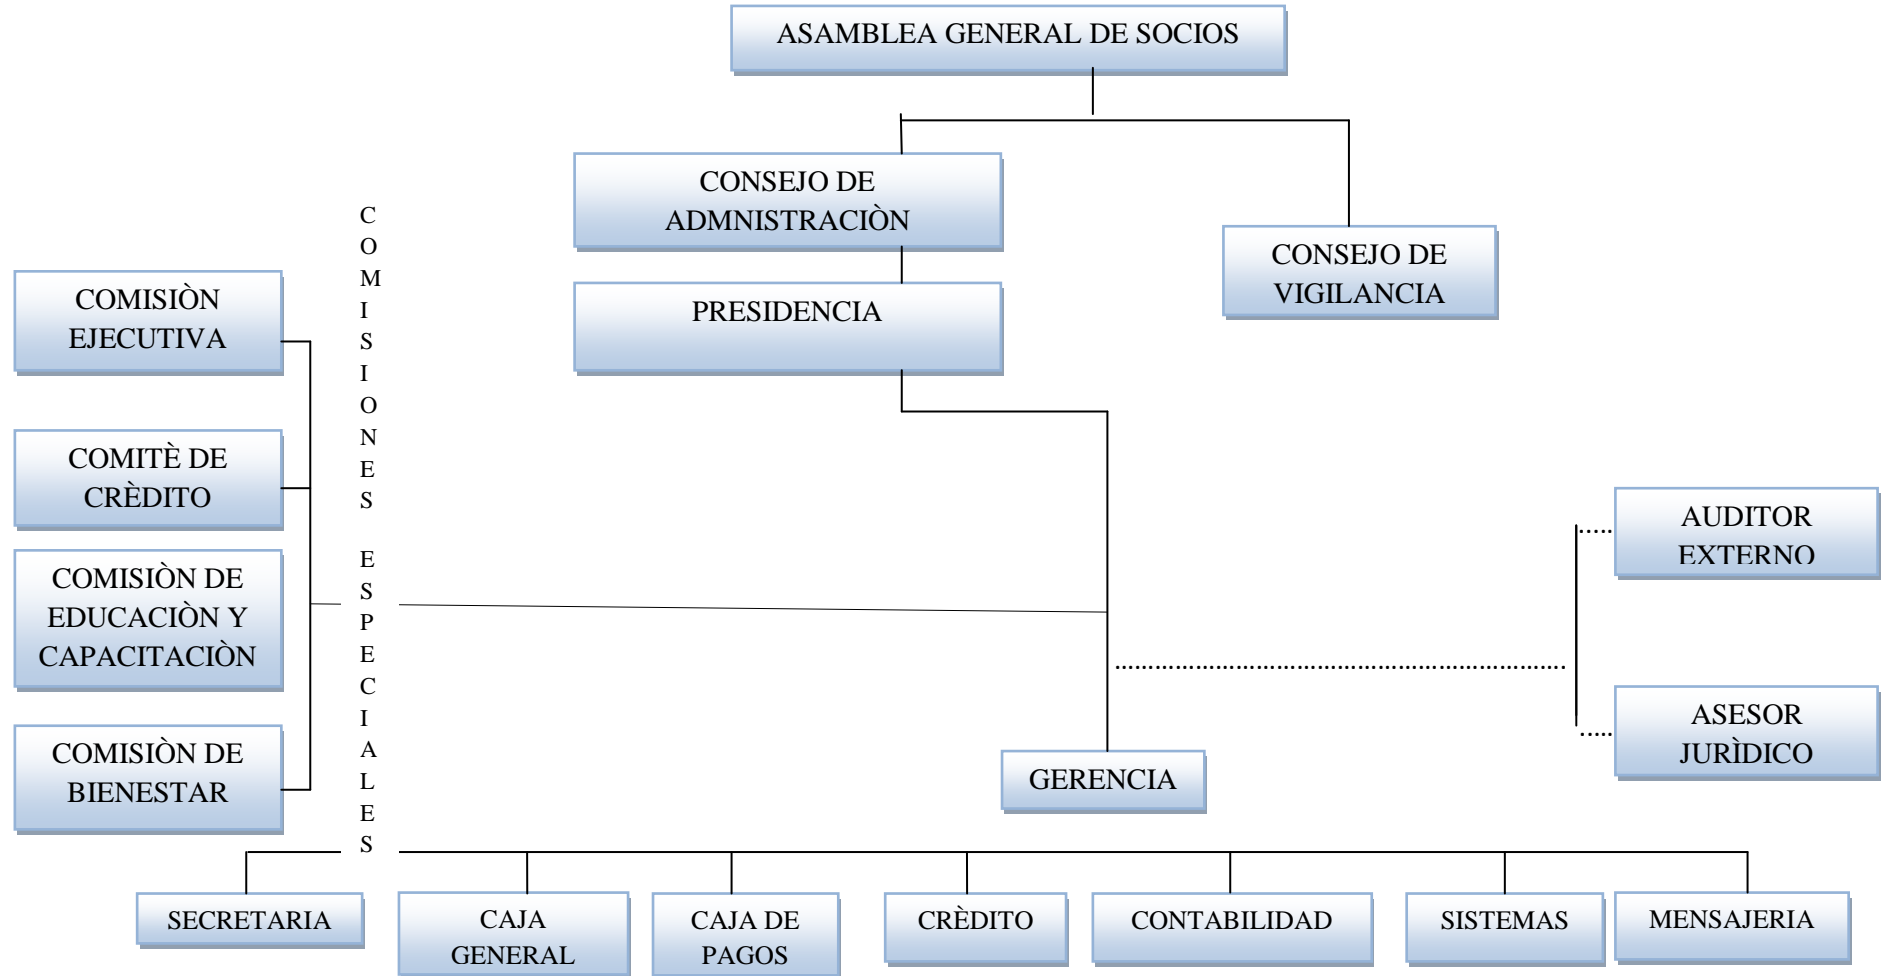 ASAMBLEA GENERAL DE SOCIOS
CONSEJO DE
ADMNISTRACIÒN
CONSEJO DE
VIGILANCIA
PRESIDENCIA
COMISIONES ESPECIALES
COMISIÒN
EJECUTIVA
COMITÈ DE
CRÈDITO
COMISIÒN DE
EDUCACIÒN Y
CAPACITACIÒN
COMISIÒN DE
BIENESTAR
AUDITOR
EXTERNO
ASESOR
JURÌDICO
GERENCIA
SECRETARIA
CAJA
GENERAL
CAJA DE
PAGOS
CRÈDITO
CONTABILIDAD
SISTEMAS
MENSAJERIA